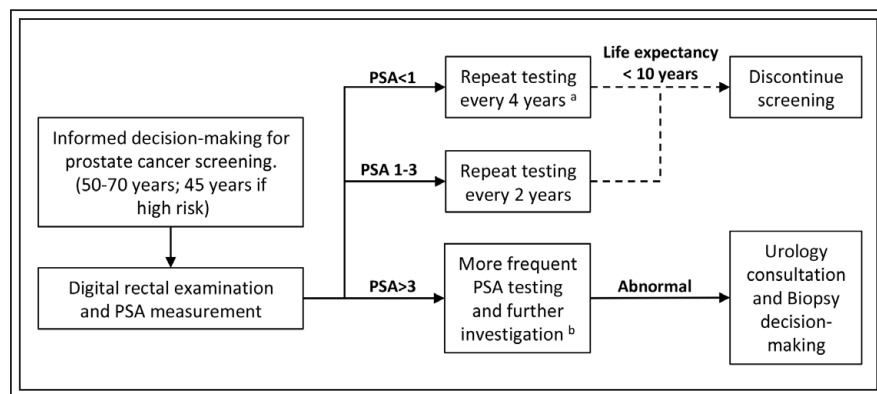 Informed decision-making for
prostate cancer screening.
(50-70 years; 45 years if
high risk)
Digital rectal examination
and PSA measurement
PSA<1
Repeat testing
every 4 years a
Life expectancy
< 10 years
Discontinue
screening
PSA 1-3
Repeat testing
every 2 years
PSA>3
More frequent
PSA testing
and further
investigation b
Abnormal
Urology
consultation
and Biopsy
decision-
making